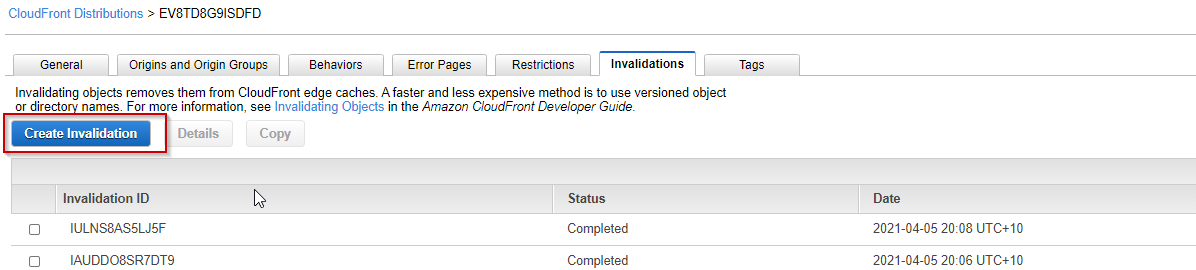 CloudFront Distributions > EV8TD8G9ISDFD
General Origins and Origin Groups Behaviors Error Pages Restrictions Invalidations Tags
Invalidating objects removes them from CloudFront edge caches. A faster and less expensive method is to use versioned object
or directory names. For more information, see Invalidating Objects in the Amazon CloudFront Developer Guide.
Create Invalidation Details Copy
Invalidation ID Status Date
IULNS8AS5LJ5F Completed 2021-04-05 20:08 UTC+10
IAUDDO8SR7DT9 Completed 2021-04-05 20:06 UTC+10